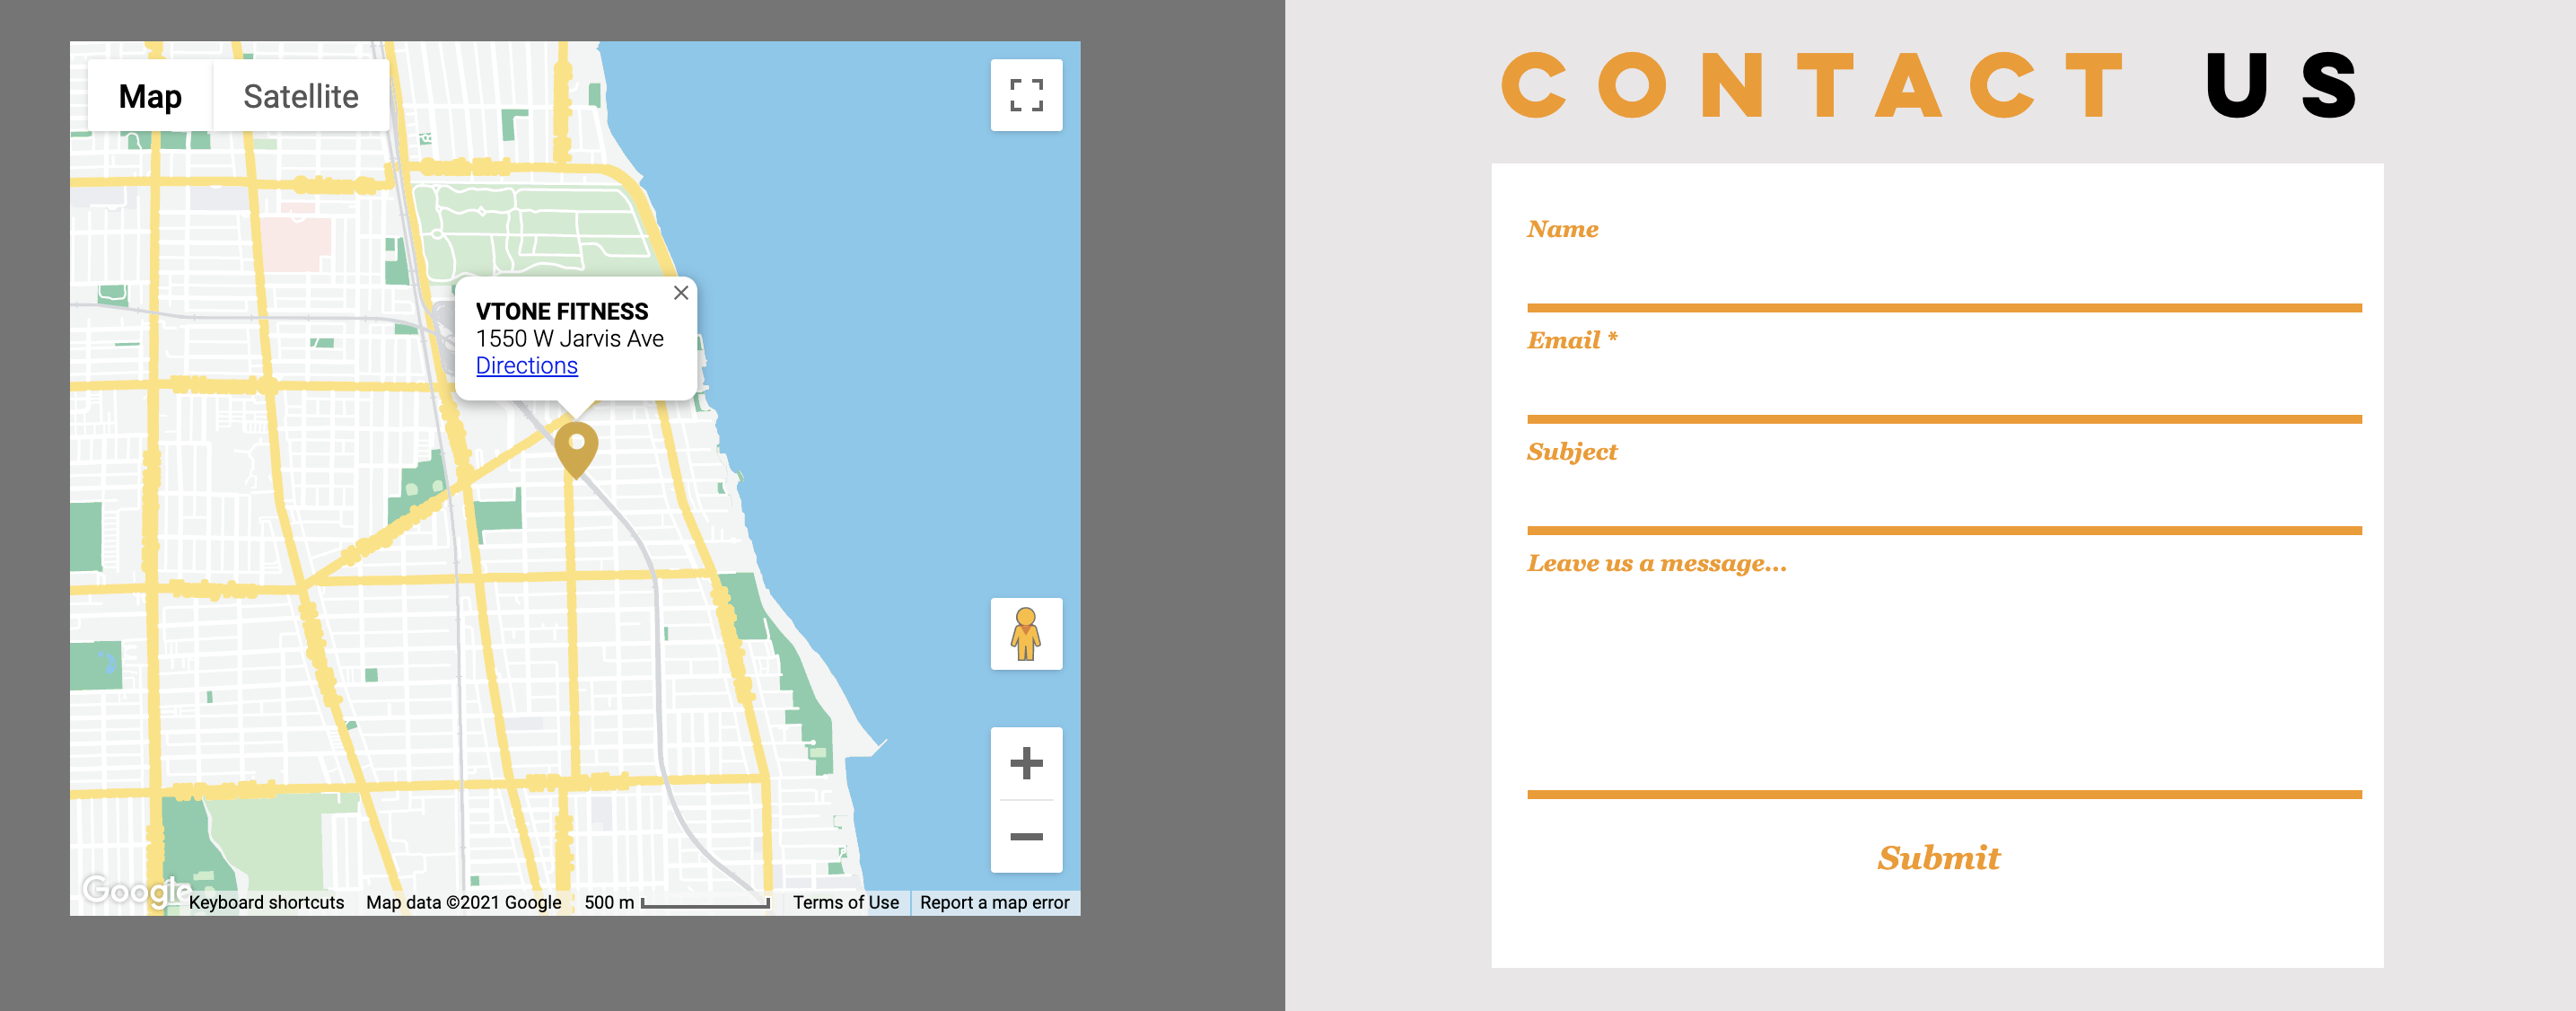 Map
Satellite
VTONE FITNESS
1550 W Jarvis Ave
Directions
Google
Keyboard shortcuts
Map data ©2021 Google
500 m
Terms of Use
Report a map error
CONTACT US
Name
Email *
Subject
Leave us a message...
Submit